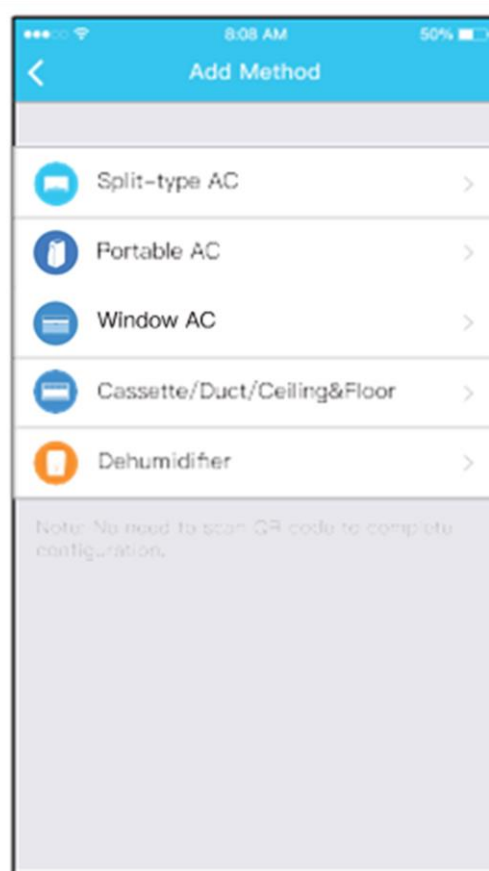 8:08 AM
50%
Add Method
Split-type AC
Portable AC
Window AC
Cassette/Duct/Ceiling&Floor
Dehumidifier
Note: No need to scan QR code to complete
configuration.